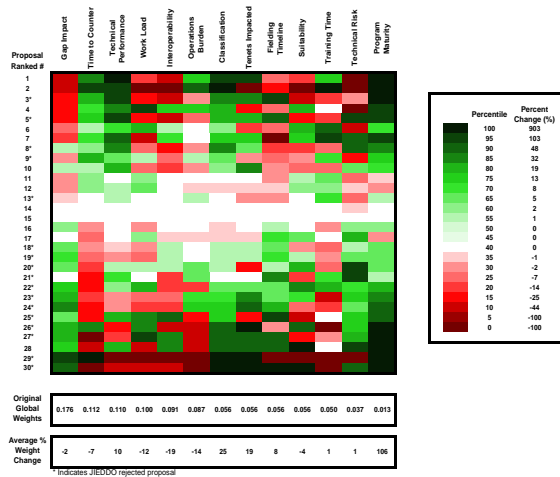 Proposal
Ranked #
Gap Impact
Time to Counter
Technical
Performance
Work Load
Interoperability
Operations
Burden
Classification
Tenets Impacted
Fielding
Timeline
Suitability
Training Time
Technical Risk
Program
Maturity
1
2
3*
4
5*
6
7
8*
9*
10
11
12
13*
14
15
16
17
18*
19*
20*
21*
22*
23*
24*
25*
26*
27*
28
29*
30*
Percentile Percent
Change (%)
100 903
95 103
90 48
85 32
80 19
75 13
70 8
65 5
60 2
55 1
50 0
45 0
40 0
35 -1
30 -2
25 -7
20 -14
15 -25
10 -44
5 -100
0 -100
Original
Global
Weights
0.176 0.112 0.110 0.100 0.091 0.087 0.056 0.056 0.056 0.056 0.050 0.037 0.013
Average %
Weight
Change
-2 -7 10 -12 -19 -14 25 19 8 -4 1 1 106
* Indicates JIEDDO rejected proposal